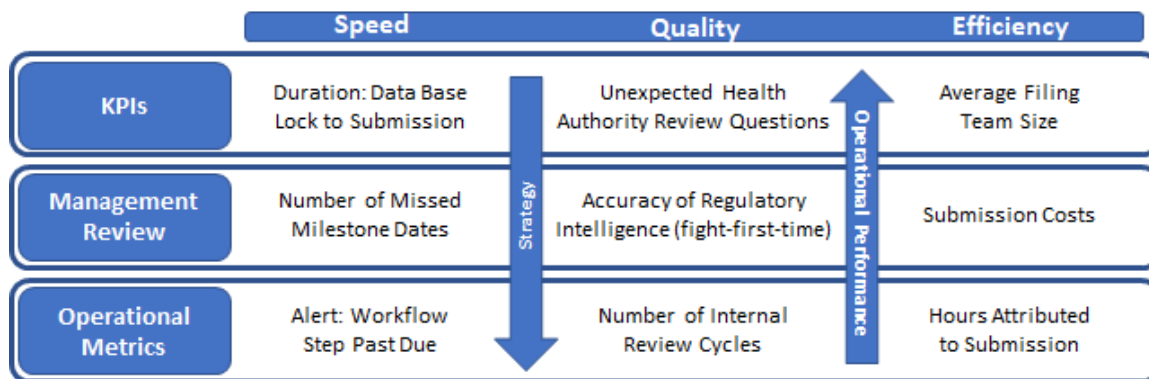 Speed
Quality
Efficiency
KPIs
Duration: Data Base
Lock to Submission
Unexpected Health
Authority Review Questions
Average Filing
Team Size
Management
Review
Number of Missed
Milestone Dates
Accuracy of Regulatory
Intelligence (fight-first-time)
Submission Costs
Operational
Metrics
Alert: Workflow
Step Past Due
Number of Internal
Review Cycles
Hours Attributed
to Submission
Strategy
Operational Performance